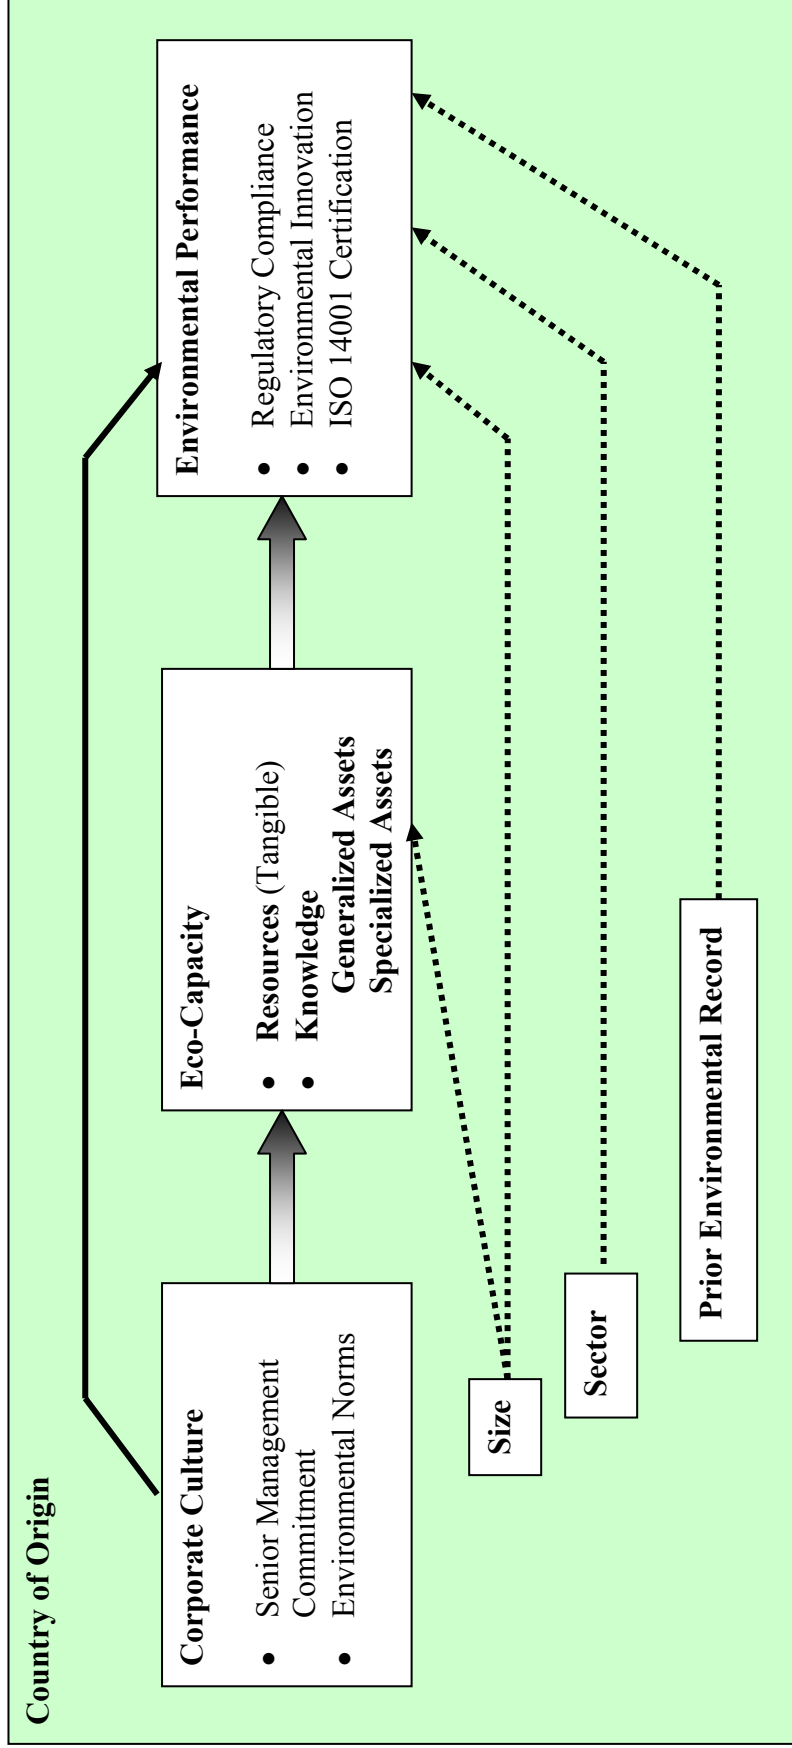 Country of Origin
Corporate Culture
• Senior Management
Commitment
• Environmental Norms
Eco-Capacity
• Resources (Tangible)
• Knowledge
Generalized Assets
Specialized Assets
Environmental Performance
• Regulatory Compliance
• Environmental Innovation
• ISO 14001 Certification
Size
Sector
Prior Environmental Record